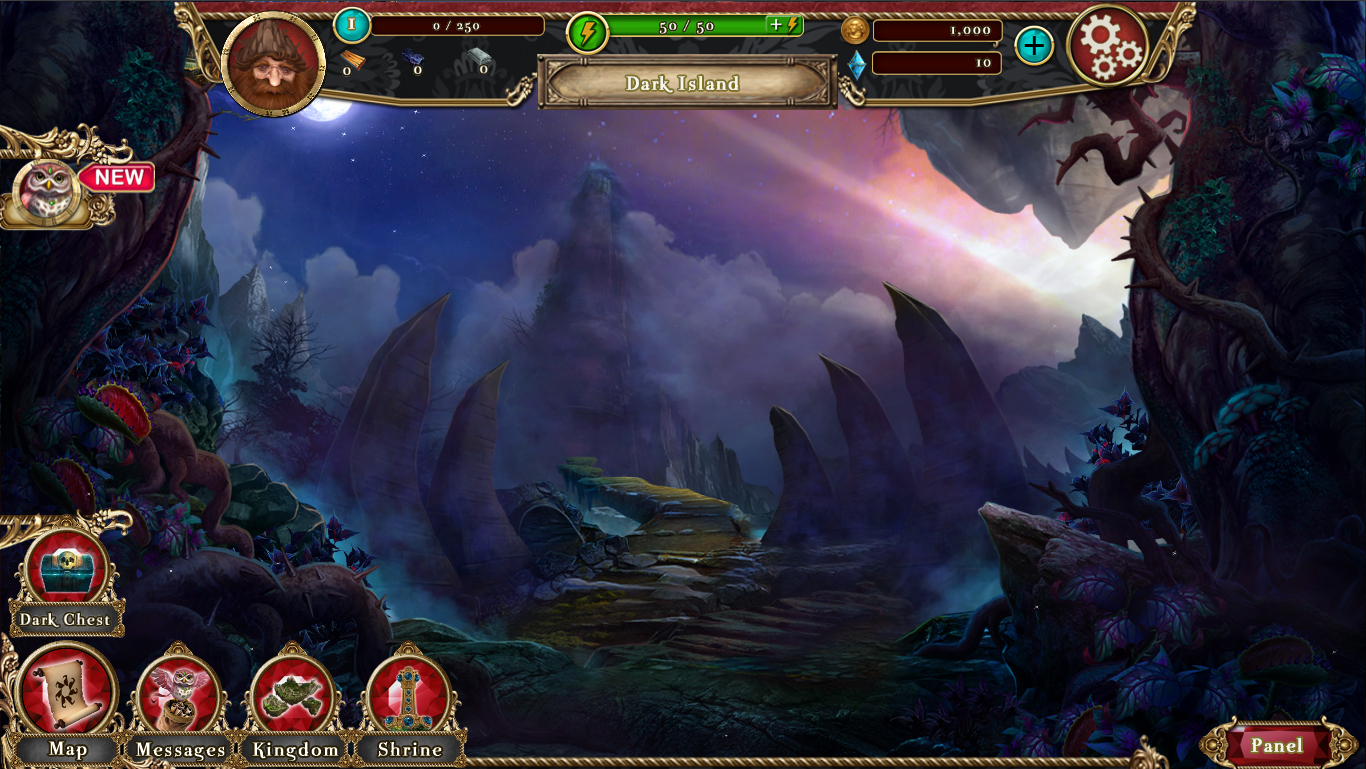 1
0 / 250
50 / 50
+
1,000
+
0
0
0
10
Dark Island
NEW
Dark Chest
Map
Messages
Kingdom
Shrine
Panel